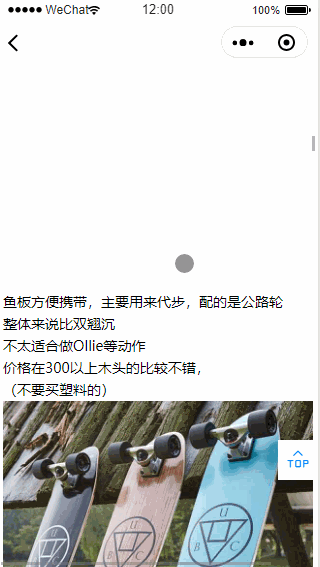 WeChat
12:00
100%
鱼板方便携带，主要用来代步，配的是公路轮
整体来说比双翘沉
不太适合做Ollie等动作
价格在300以上木头的比较不错，
（不要买塑料的）
TOP
U
B
C
U
B
C